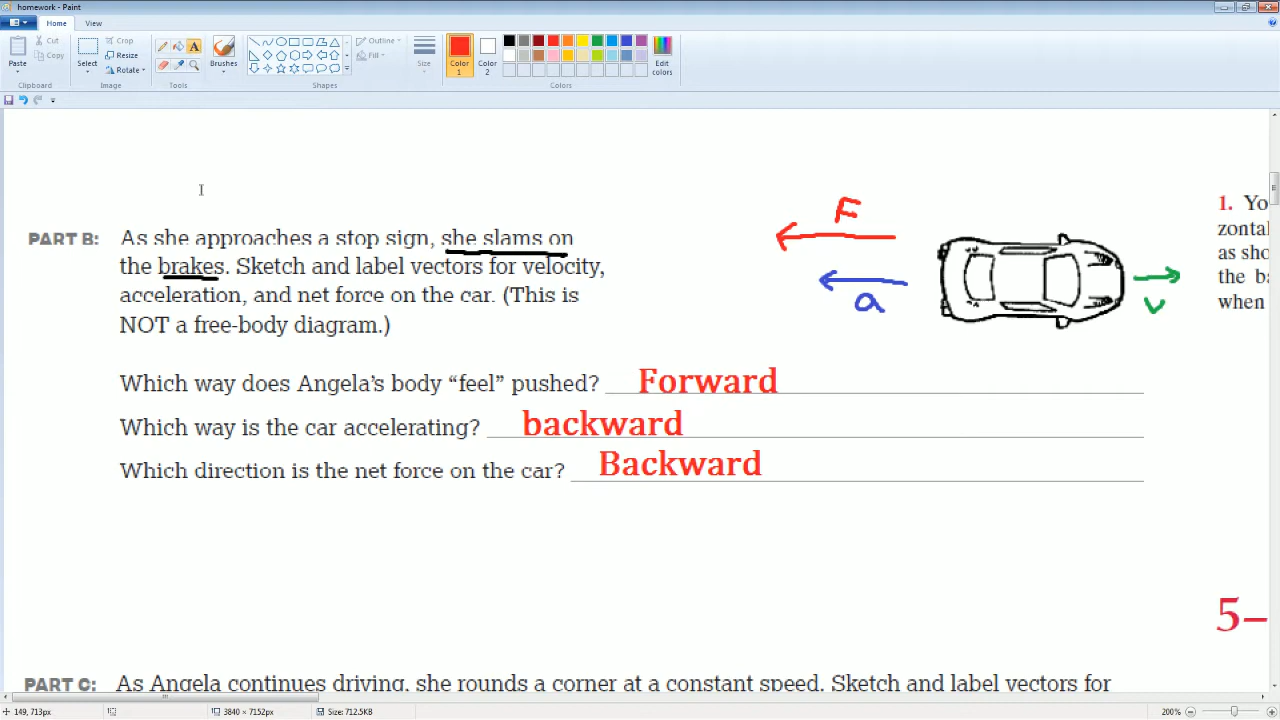 homework - Paint
Home View
Paste
Cut
Copy
Clipboard
Select
Crop
Resize
Rotate
Image
A
Tools
Brushes
Outline
Fill
Shapes
Size
Color 1
Color 2
Edit colors
Colors
PART B: As she approaches a stop sign, she slams on
the brakes. Sketch and label vectors for velocity,
acceleration, and net force on the car. (This is
NOT a free-body diagram.)
F
a
v
1. Yo
zontal
as sho
the ba
when
Which way does Angela's body “feel” pushed? Forward
Which way is the car accelerating? backward
Which direction is the net force on the car? Backward
5–
PART C: As Angela continues driving, she rounds a corner at a constant speed. Sketch and label vectors for
149, 713px
3840 × 7152px
Size: 712.5KB
200%